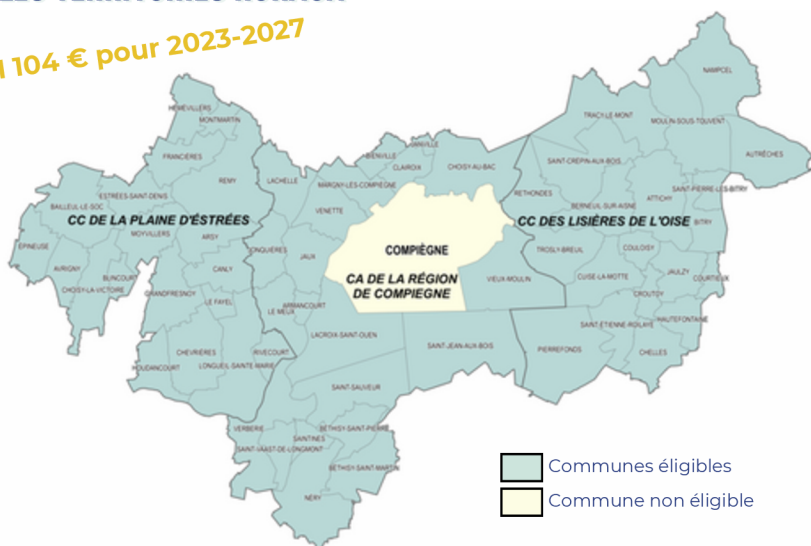 104 € pour 2023-2027
NAMPCEL
HÉMÉVILLERS
MONTMARTIN
TRACY-LE-MONT
MOULIN-SOUS-TOUVENT
FRANCIÈRES
BIENVILLE
CLAIROIX
CHOISY-AU-BAC
SAINT-CRÉPIN-AUX-BOIS
AUTRÊCHES
REMY
LACHELLE
MARGNY-LES-COMPIÈGNE
ESTRÉES-SAINT-DENIS
RETHONDES
ATTICHY
SAINT-PIERRE-LES-BITRY
BAILLEUL-LE-SOC
VENETTE
BERNEUIL-SUR-AISNE
CC DE LA PLAINE D'ÉSTRÉES
CC DES LISIÈRES DE L'OISE
BITRY
MOYVILLERS
ARSY
EPINEUSE
COMPIÈGNE
TROSLY-BREUIL
COULOISY
JONQUIÈRES
JAUX
AVRIGNY
CANLY
BLINCOURT
CA DE LA RÉGION
DE COMPIEGNE
VIEUX-MOULIN
CUISE-LA-MOTTE
JAULZY
COURTIEUX
CHOISY-LA-VICTOIRE
GRANDFRESNOY
CROUTOY
LE FAYEL
ARMANCOURT
LE MEUX
HAUTEFONTAINE
SAINT-ETIENNE-ROILAYE
LACROIX-SAINT-OUEN
SAINT-JEAN-AUX-BOIS
PIERREFONDS
CHELLES
CHEVRIÈRES
RIVECOURT
HOUDANCOURT
LONGUEIL-SAINTE-MARIE
SAINT-SAUVEUR
VERBERIE
BÉTHISY-SAINT-PIERRE
SAINTINES
SAINT-VAAST-DE-LONGMONT
BÉTHISY-SAINT-MARTIN
NÉRY
Communes éligibles
Commune non éligible